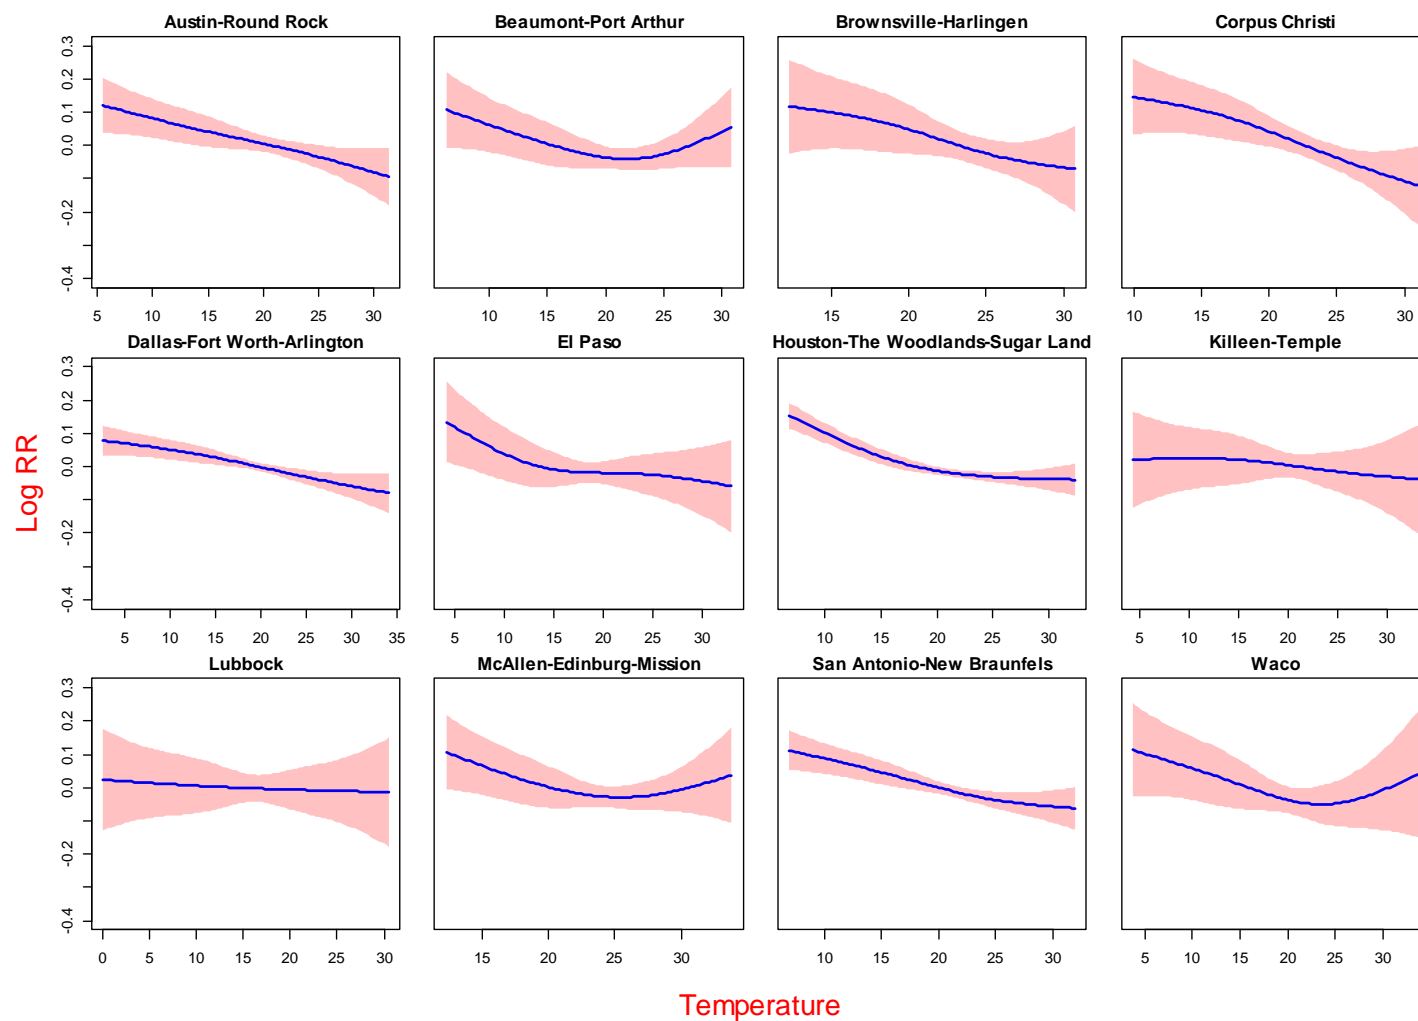 Austin-Round Rock Beaumont-Port Arthur Brownsville-Harlingen Corpus Christi
0.3
0.2
0.1
0.0
-0.2
-0.4
5 10 15 20 25 30 10 15 20 25 30 15 20 25 30 10 15 20 25 30
Dallas-Fort Worth-Arlington El Paso Houston-The Woodlands-Sugar Land Killeen-Temple
0.3
0.2
0.1
0.0
-0.2
-0.4
Log RR
5 10 15 20 25 30 35 5 10 15 20 25 30 10 15 20 25 30 5 10 15 20 25 30
Lubbock McAllen-Edinburg-Mission San Antonio-New Braunfels Waco
0.3
0.2
0.1
0.0
-0.2
-0.4
0 5 10 15 20 25 30 15 20 25 30 10 15 20 25 30 5 10 15 20 25 30
Temperature